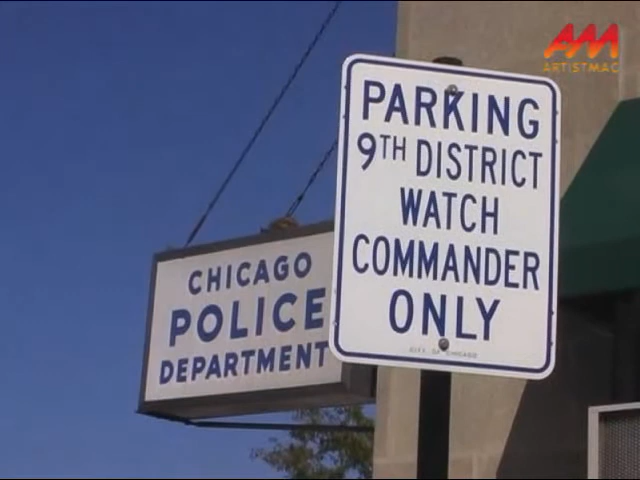 AM
ARTISTMAC
PARKING
9TH DISTRICT
WATCH
COMMANDER
ONLY
CITY OF CHICAGO
CHICAGO
POLICE
DEPARTMENT